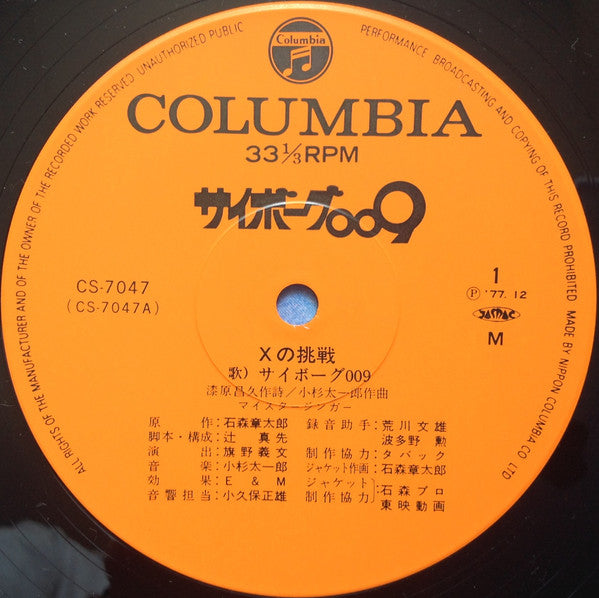 ALL RIGHTS OF THE MANUFACTURER AND OF THE OWNER OF THE RECORDED WORK RESERVED UNAUTHORIZED PUBLIC PERFORMANCE BROADCASTING AND COPYING OF THIS RECORD PROHIBITED MADE BY NIPPON COLUMBIA CO LTD
Columbia
COLUMBIA
33⅓RPM
サイボーグ009
CS-7047
(CS-7047A)
1
Ⓟ '77. 12
JASRAC
M
Xの挑戦
歌) サイボーグ009
漆原昌久作詩/小杉太一郎作曲
マイスタージンガー
原作:石森章太郎
脚本・構成:辻真先
演出:旗野義文
音楽:小杉太一郎
効果:E&M
音響担当:小久保正雄
録音助手:荒川文雄
波多野勲
制作協力:タバック
ジャケット作画:石森章太郎
ジャケット制作協力:石森プロ
東映動画